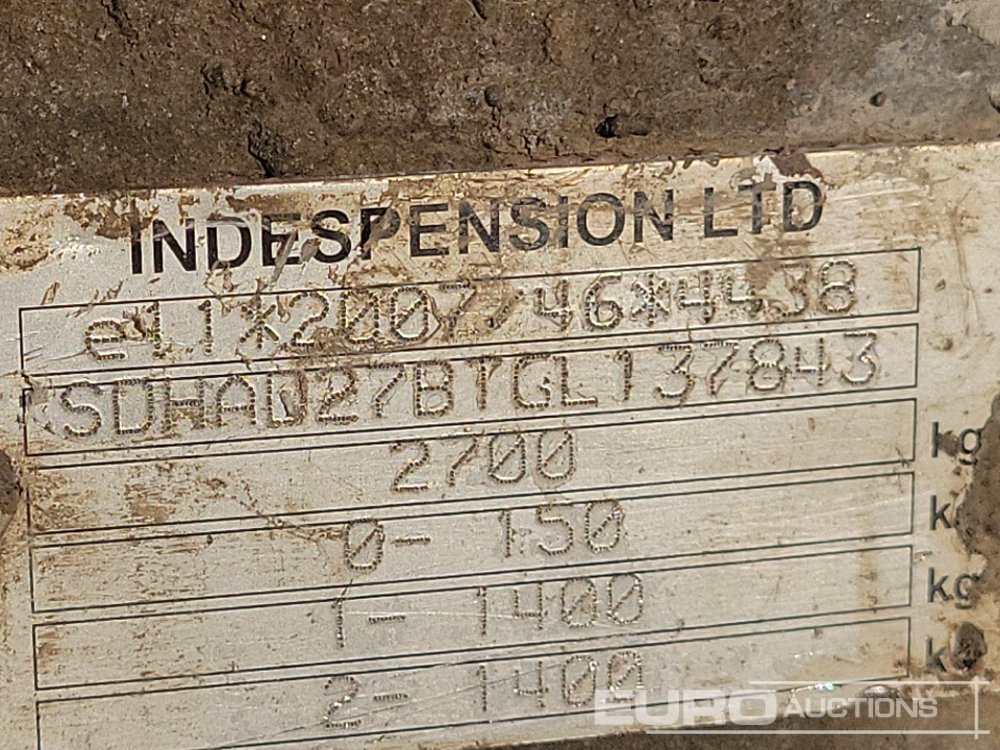 INDESPENSION LTD
e11*2007/46*4438
SDHAD27BTGL137843
2700 kg
0- 150 k
1- 1400 kg
2- 1400 k
EURO AUCTIONS